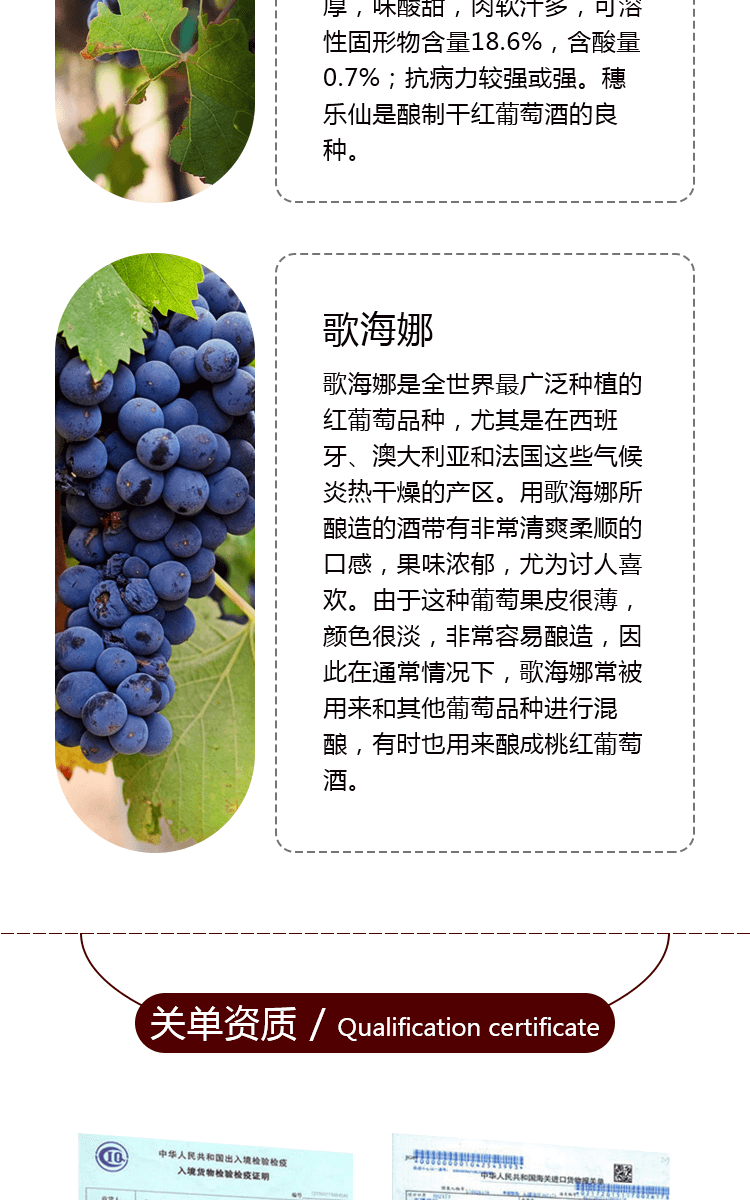 厚，味酸甜，肉软汁多，可溶
性固形物含量18.6%，含酸量
0.7%；抗病力较强或强。穗
乐仙是酿制干红葡萄酒的良
种。
歌海娜
歌海娜是全世界最广泛种植的
红葡萄品种，尤其是在西班
牙、澳大利亚和法国这些气候
炎热干燥的产区。用歌海娜所
酿造的酒带有非常清爽柔顺的
口感，果味浓郁，尤为讨人喜
欢。由于这种葡萄果皮很薄，
颜色很淡，非常容易酿造，因
此在通常情况下，歌海娜常被
用来和其他葡萄品种进行混
酿，有时也用来酿成桃红葡萄
酒。
关单资质 / Qualification certificate
中华人民共和国出入境检验检疫
入境货物检验检疫证明
编号
中华人民共和国海关进口货物报关单